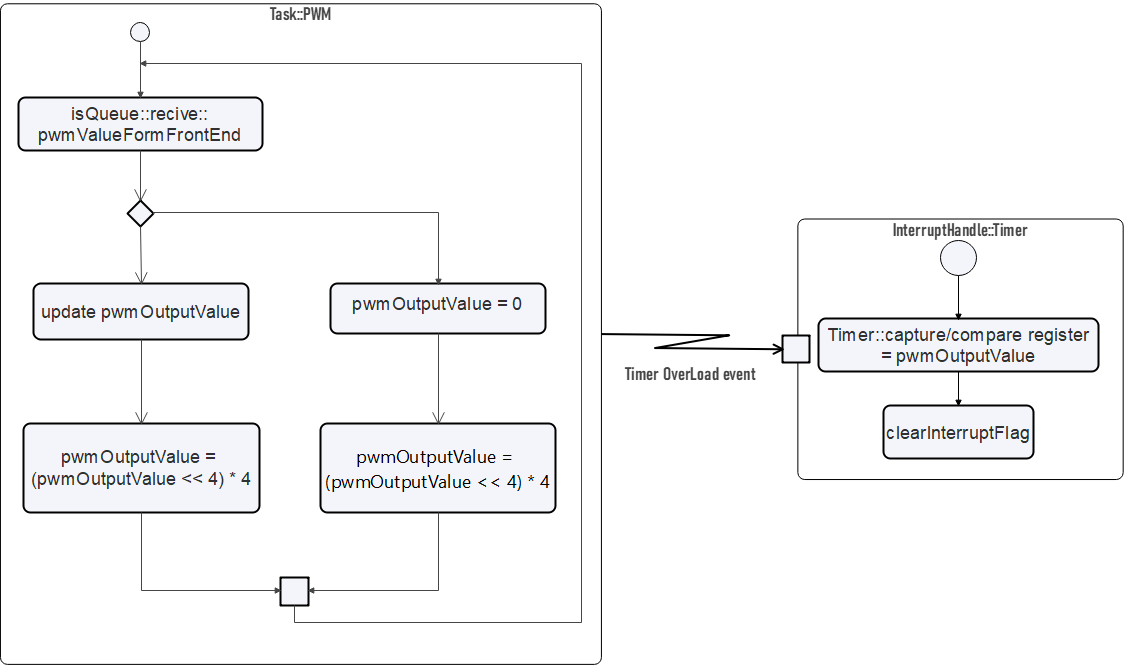 Task::PWM
isQueue::recive::
pwmValueFormFrontEnd
update pwmOutputValue
pwmOutputValue = 0
pwmOutputValue =
(pwmOutputValue << 4) * 4
pwmOutputValue =
(pwmOutputValue << 4) * 4
Timer OverLoad event
InterruptHandle::Timer
Timer::capture/compare register
= pwmOutputValue
clearInterruptFlag